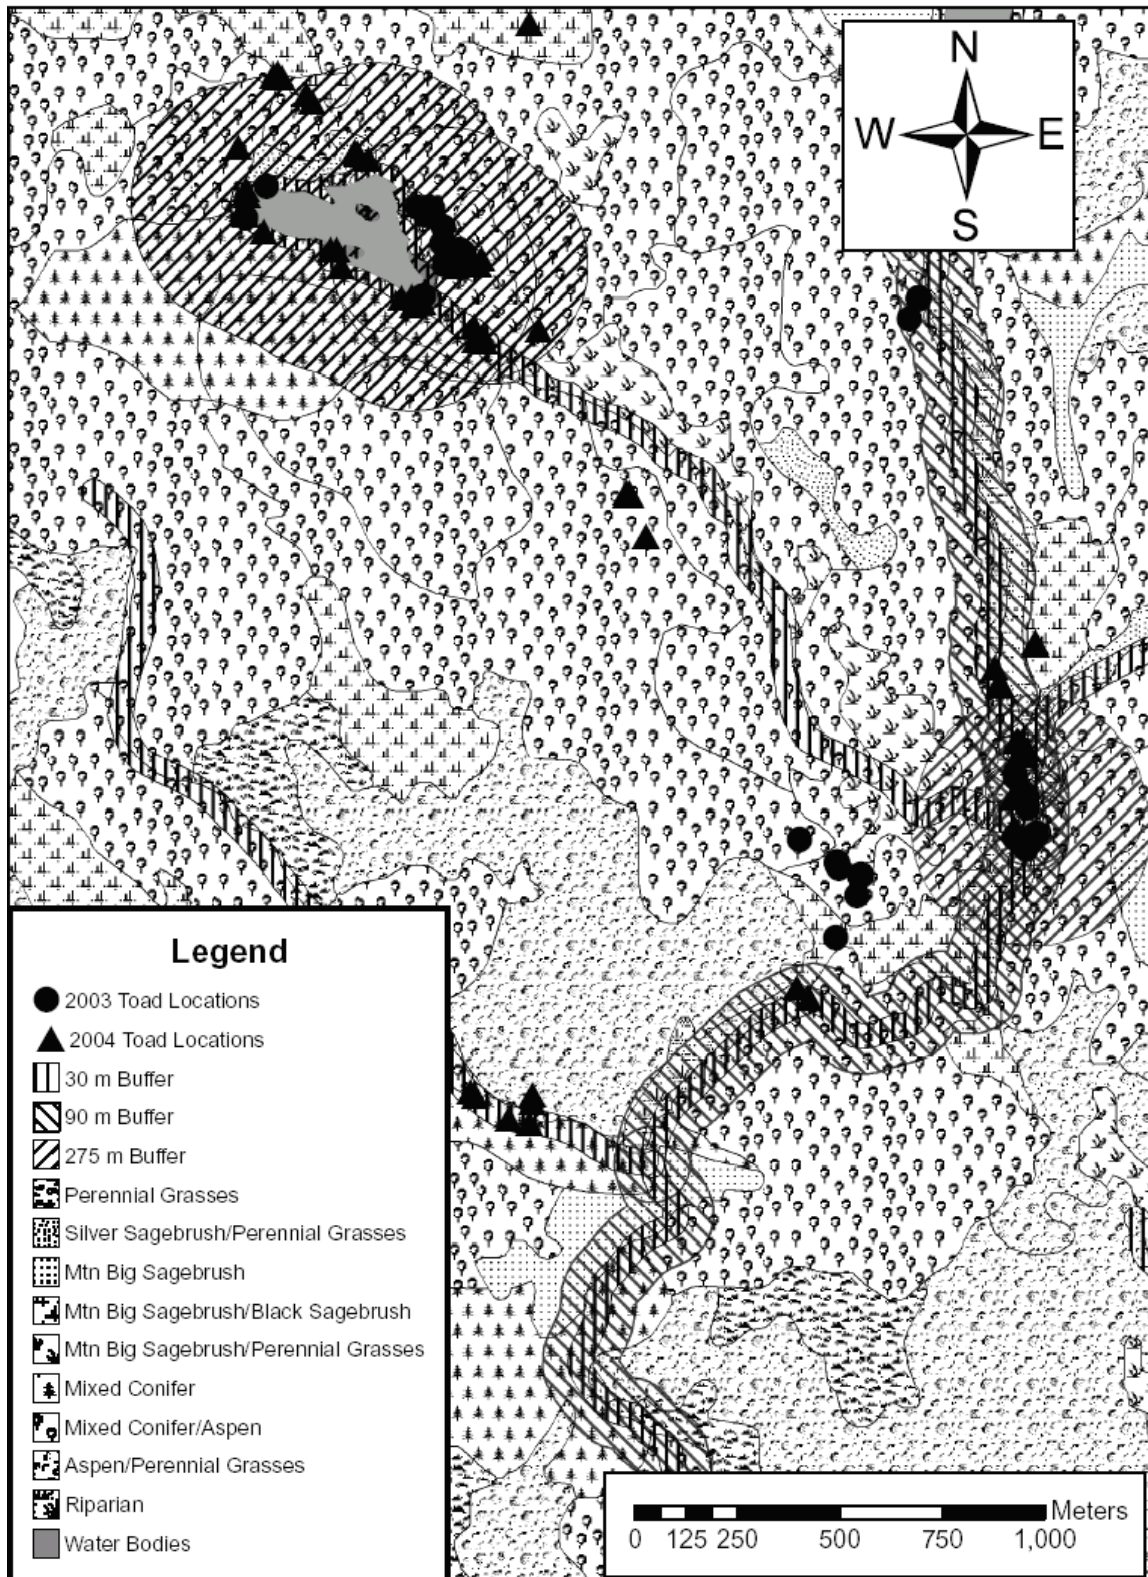 N
W E
S
Legend
2003 Toad Locations
2004 Toad Locations
30 m Buffer
90 m Buffer
275 m Buffer
Perennial Grasses
Silver Sagebrush/Perennial Grasses
Mtn Big Sagebrush
Mtn Big Sagebrush/Black Sagebrush
Mtn Big Sagebrush/Perennial Grasses
Mixed Conifer
Mixed Conifer/Aspen
Aspen/Perennial Grasses
Riparian
Water Bodies
Meters
0 125 250 500 750 1,000